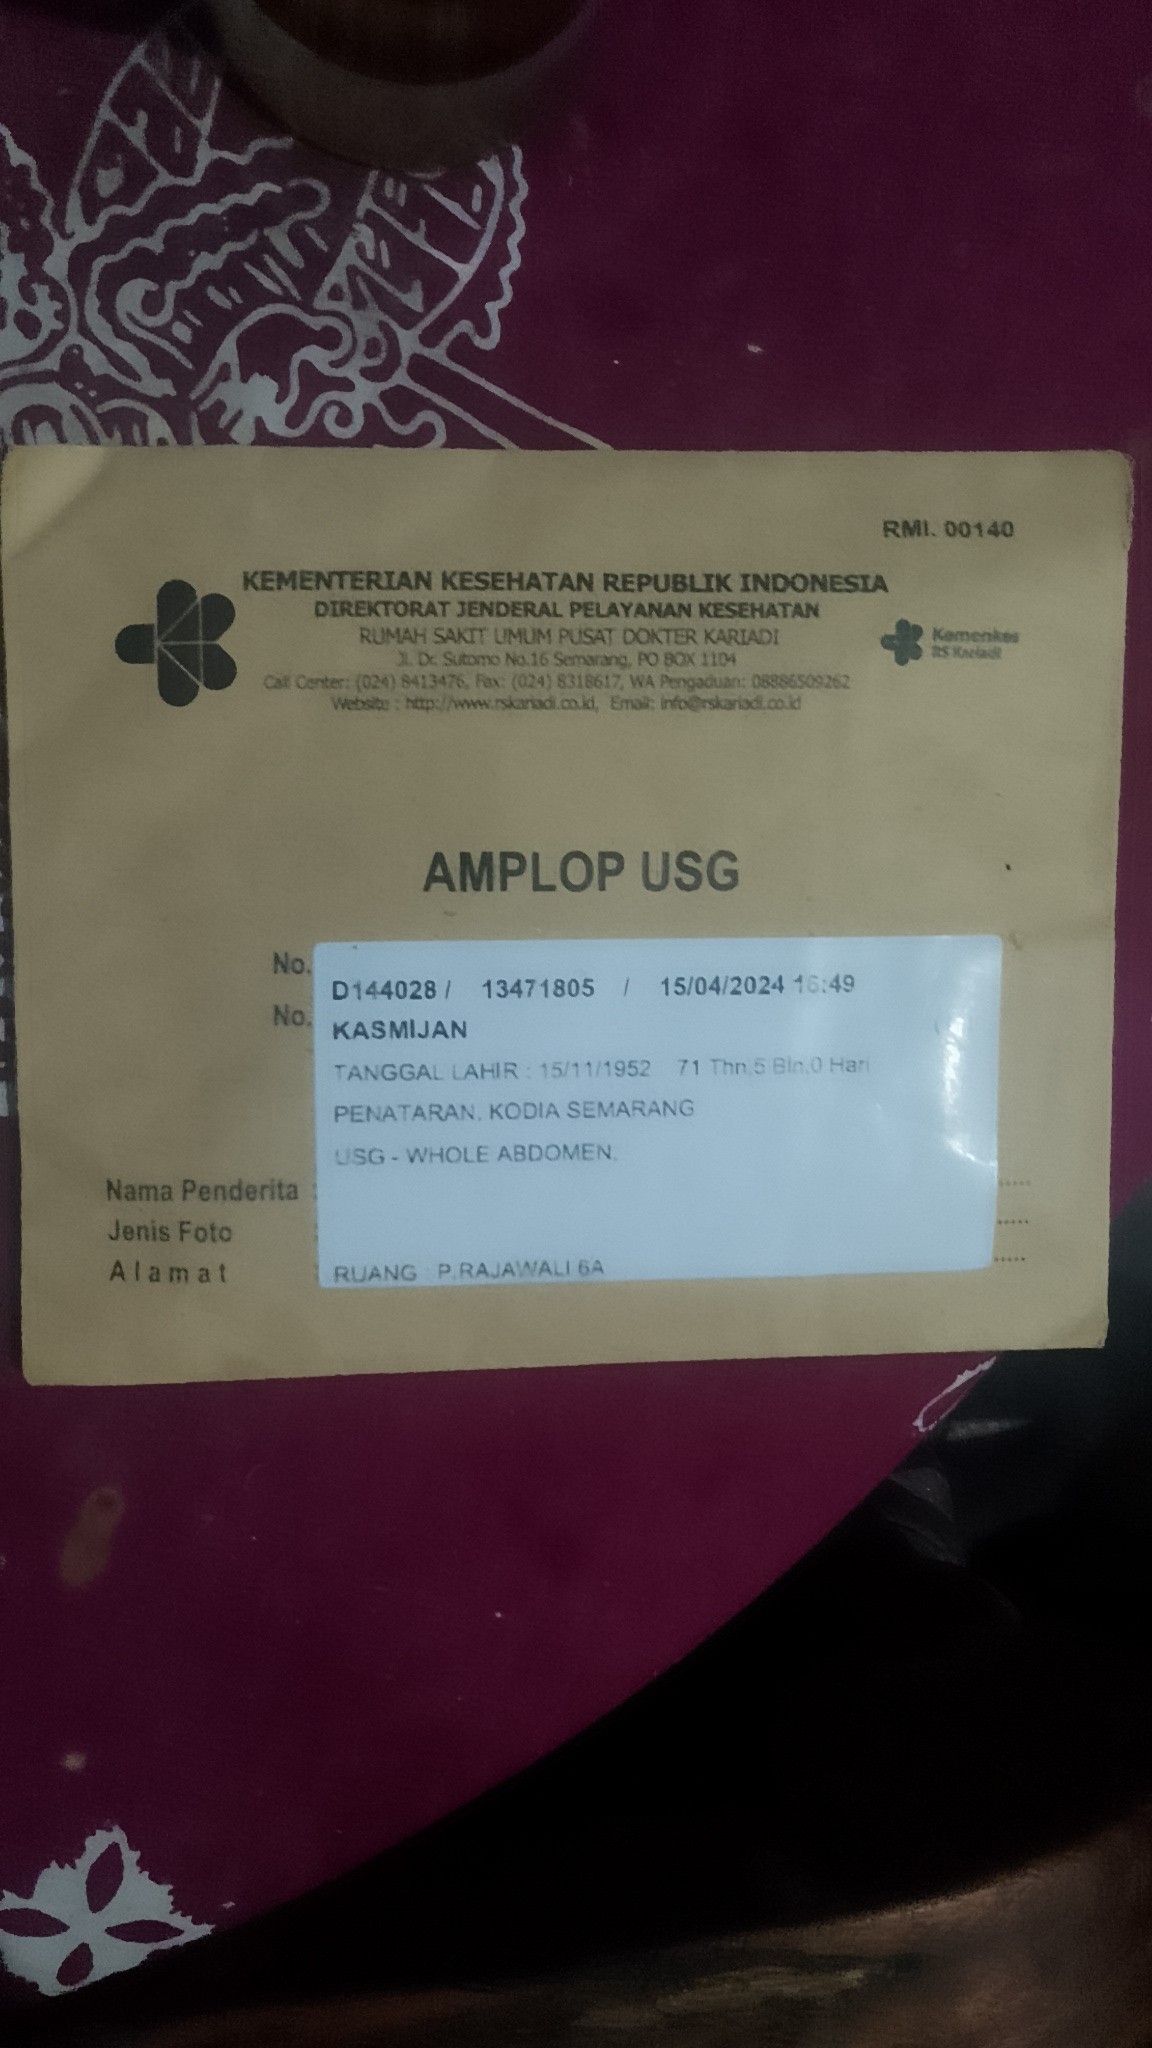 RMI. 00140
KEMENTERIAN KESEHATAN REPUBLIK INDONESIA
DIREKTORAT JENDERAL PELAYANAN KESEHATAN
RUMAH SAKIT UMUM PUSAT DOKTER KARIADI
Jl. Dr. Sutomo No.16 Semarang, PO BOX 1104
Call Center: (024) 8413476, Fax: (024) 8318617, WA Pengaduan: 08886509262
Website : http://www.rskariadi.co.id, Email: info@rskariadi.co.id
Kemenkes
RS Kariadi
AMPLOP USG
No.
D144028 / 13471805 / 15/04/2024 16:49
No.
KASMIJAN
TANGGAL LAHIR : 15/11/1952 71 Thn,5 Bln,0 Hari
PENATARAN, KODIA SEMARANG
USG - WHOLE ABDOMEN,
Nama Penderita :
Jenis Foto
Alamat
RUANG : P.RAJAWALI 6A